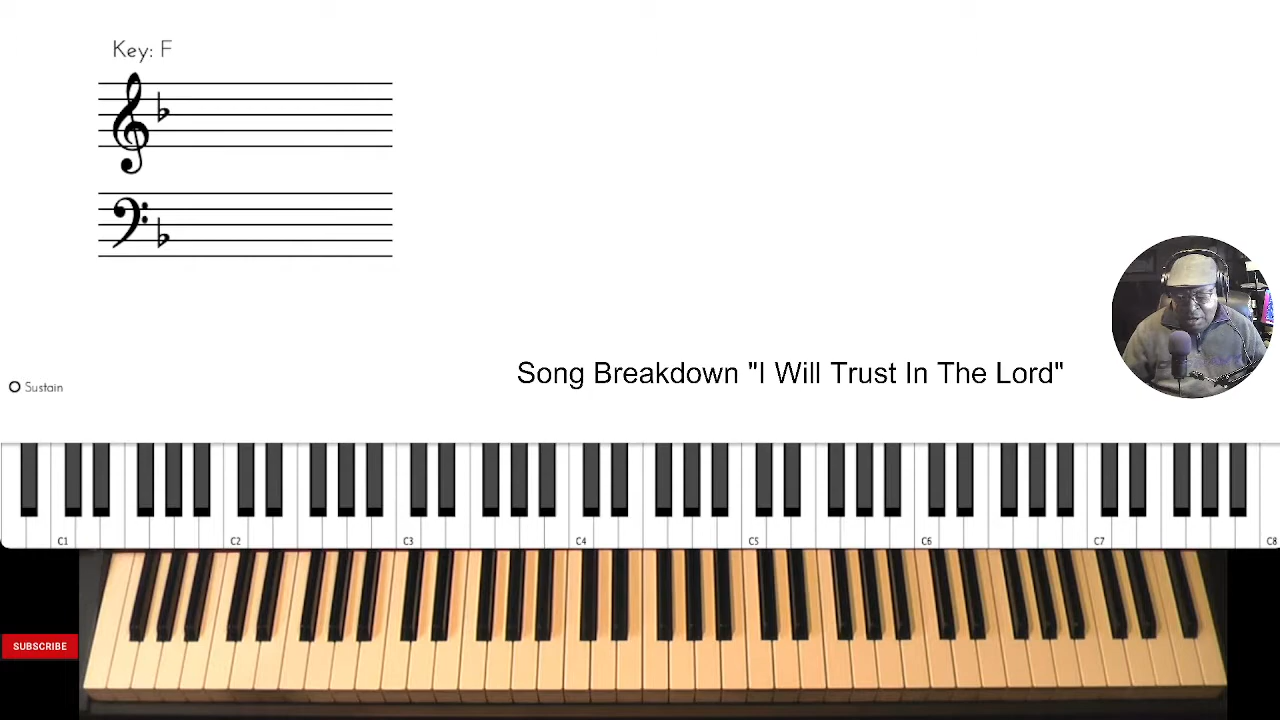 Key: F
Song Breakdown "I Will Trust In The Lord"
Sustain
C1 C2 C3 C4 C5 C6 C7 C8
SUBSCRIBE